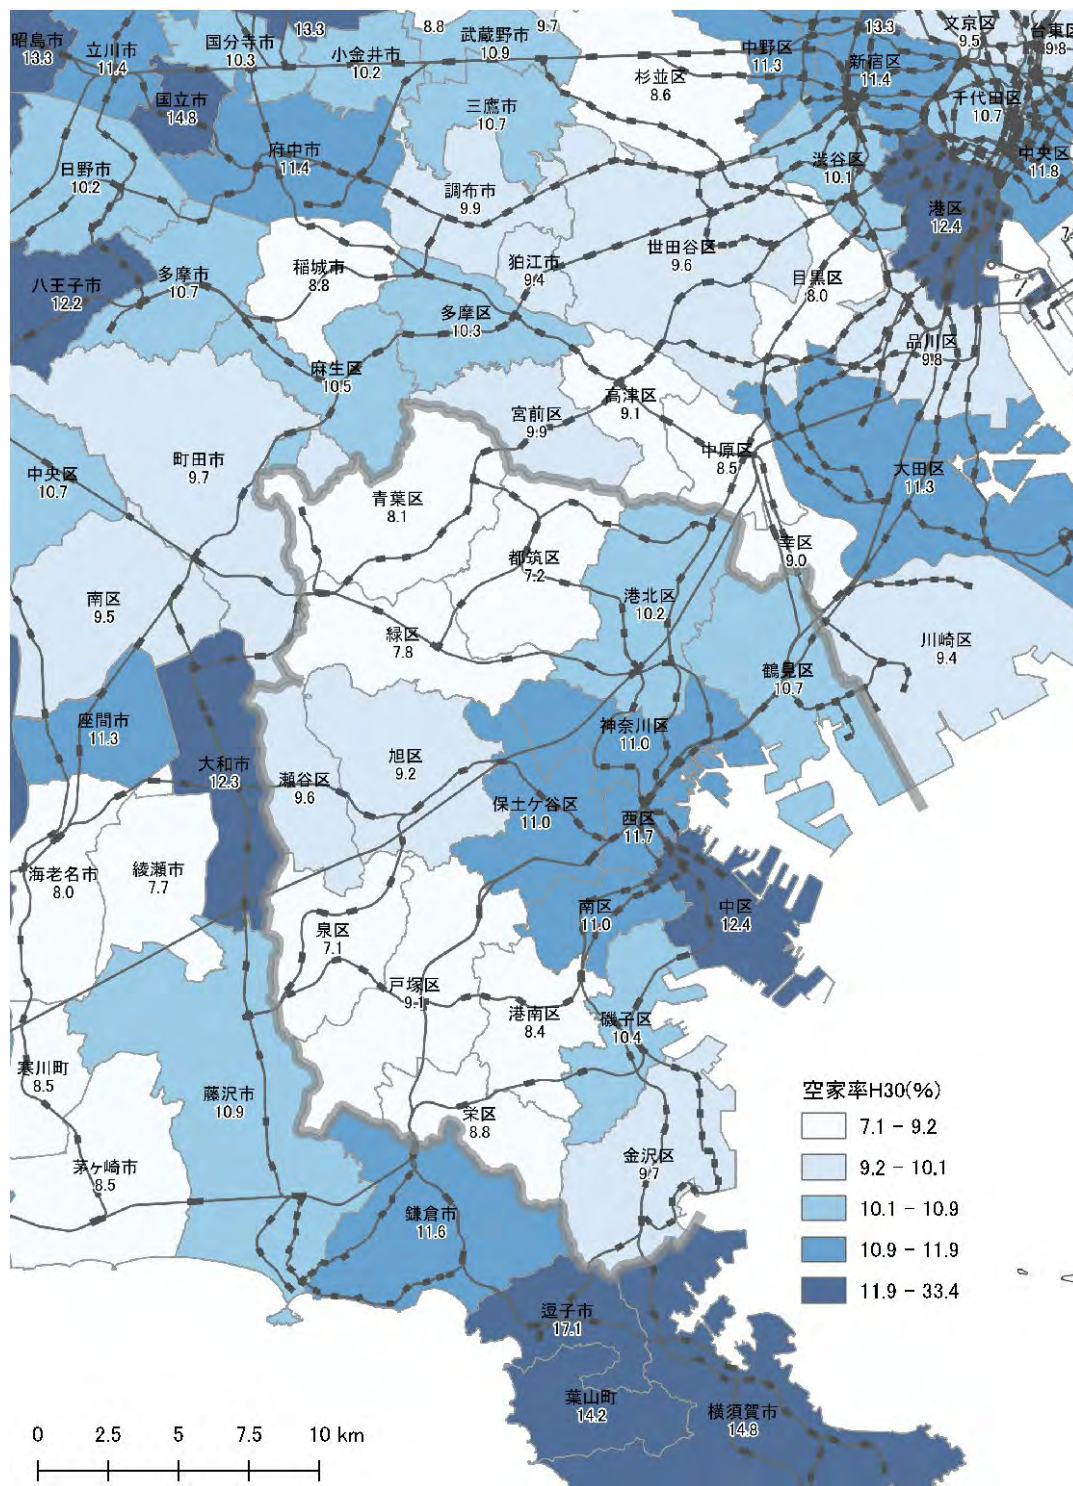 昭島市
13.3
立川市
11.4
国分寺市
10.3
13.3
小金井市
10.2
8.8
武蔵野市
10.9
9.7
中野区
11.3
13.3
新宿区
11.4
文京区
9.5
台東区
9.8
杉並区
8.6
千代田区
10.7
国立市
14.8
三鷹市
10.7
日野市
10.2
府中市
11.4
調布市
9.9
渋谷区
10.1
中央区
11.8
港区
12.4
八王子市
12.2
多摩市
10.7
稲城市
8.8
狛江市
9.4
世田谷区
9.6
目黒区
8.0
多摩区
10.3
品川区
9.8
麻生区
10.5
宮前区
9.9
高津区
9.1
中原区
8.5
大田区
11.3
中央区
10.7
町田市
9.7
青葉区
8.1
都筑区
7.2
幸区
9.0
南区
9.5
緑区
7.8
港北区
10.2
鶴見区
10.7
川崎区
9.4
座間市
11.3
大和市
12.3
瀬谷区
9.6
旭区
9.2
神奈川区
11.0
保土ケ谷区
11.0
西区
11.7
海老名市
8.0
綾瀬市
7.7
中区
12.4
南区
11.0
泉区
7.1
戸塚区
9.1
港南区
8.4
磯子区
10.4
寒川町
8.5
藤沢市
10.9
栄区
8.8
金沢区
9.7
茅ヶ崎市
8.5
鎌倉市
11.6
逗子市
17.1
葉山町
14.2
横須賀市
14.8
空家率H30(%)
7.1 - 9.2
9.2 - 10.1
10.1 - 10.9
10.9 - 11.9
11.9 - 33.4
0 2.5 5 7.5 10 km